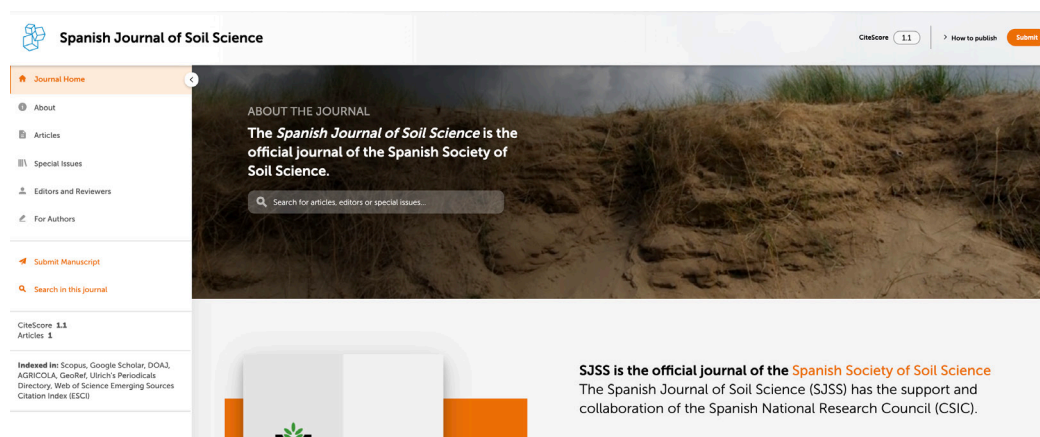 Spanish Journal of Soil Science
CiteScore 1.1
How to publish
Submit
Journal Home
About
Articles
Special Issues
Editors and Reviewers
For Authors
Submit Manuscript
Search in this journal
CiteScore 1.1
Articles 1
Indexed in: Scopus, Google Scholar, DOAJ,
AGRICOLA, GeoRef, Ulrich's Periodicals
Directory, Web of Science Emerging Sources
Citation Index (ESCI)
ABOUT THE JOURNAL
The Spanish Journal of Soil Science is the
official journal of the Spanish Society of
Soil Science.
Search for articles, editors or special issues...
SJSS is the official journal of the Spanish Society of Soil Science
The Spanish Journal of Soil Science (SJSS) has the support and
collaboration of the Spanish National Research Council (CSIC).